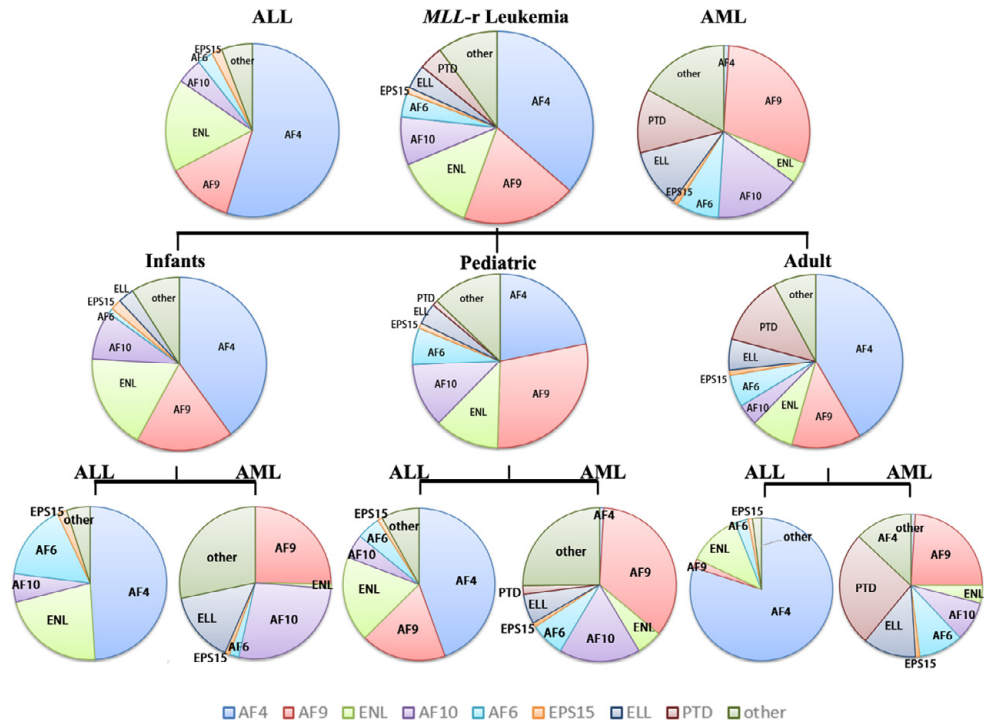 ALL
MLL-r Leukemia
AML
EPS15
AF6
other
AF10
ENL
AF9
AF4
other
PTD
ELL
EPS15
AF6
AF10
ENL
AF9
AF4
other
AF4
AF9
PTD
ELL
EPS15
AF6
AF10
ENL
Infants
Pediatric
Adult
ELL
other
EPS15
AF6
AF10
ENL
AF9
AF4
PTD
other
AF4
ELL
EPS15
AF6
AF10
ENL
AF9
other
PTD
AF4
ELL
EPS15
AF6
AF10
ENL
AF9
ALL
AML
ALL
AML
ALL
AML
EPS15
other
AF6
AF10
ENL
AF4
other
AF9
ENL
ELL
AF10
EPS15
AF6
EPS15
other
AF6
AF10
ENL
AF9
AF4
AF4
other
AF9
PTD
ELL
EPS15
AF6
AF10
ENL
EPS15
AF6
other
ENL
AF9
AF4
other
AF9
PTD
ENL
AF10
ELL
AF6
EPS15
AF4 AF9 ENL AF10 AF6 EPS15 ELL PTD other